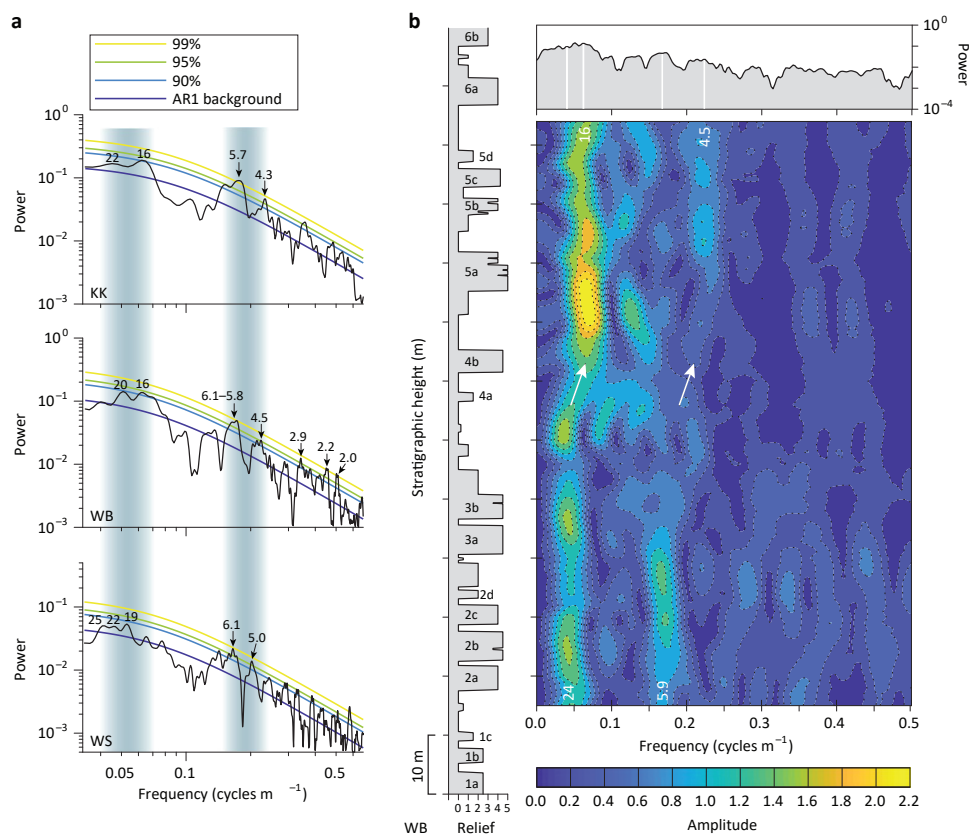 a
99%
95%
90%
AR1 background
10⁰
10⁻¹
10⁻²
10⁻³
Power
22
16
5.7
4.3
KK
10⁰
10⁻¹
10⁻²
10⁻³
Power
20
16
6.1–5.8
4.5
2.9
2.2
2.0
WB
10⁻¹
10⁻²
10⁻³
Power
25
22
19
6.1
5.0
WS
0.05
0.1
0.5
Frequency (cycles m ⁻¹)
b
6b
6a
5d
5c
5b
5a
4b
4a
3b
3a
2d
2c
2b
2a
1c
1b
1a
Stratigraphic height (m)
10 m
0 1 2 3 4 5
WB
Relief
10⁰
10⁻⁴
Power
16
4.5
24
5.9
0.0
0.1
0.2
0.3
0.4
0.5
Frequency (cycles m⁻¹)
0.0 0.2 0.4 0.6 0.8 1.0 1.2 1.4 1.6 1.8 2.0 2.2
Amplitude